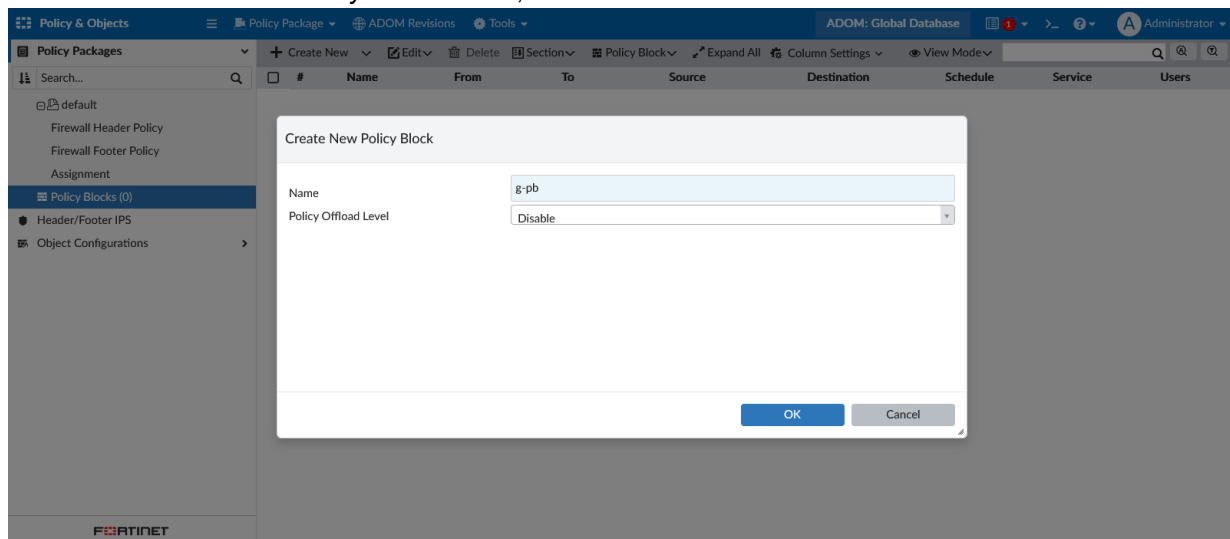 Policy & Objects
Policy Package
ADOM Revisions
Tools
ADOM: Global Database
1
>_
?
A
Administrator
Policy Packages
Create New
Edit
Delete
Section
Policy Block
Expand All
Column Settings
View Mode
Search...
# Name From To Source Destination Schedule Service Users
default
Firewall Header Policy
Firewall Footer Policy
Assignment
Policy Blocks (0)
Header/Footer IPS
Object Configurations
Create New Policy Block
Name g-pb
Policy Offload Level Disable
OK Cancel
FORTINET